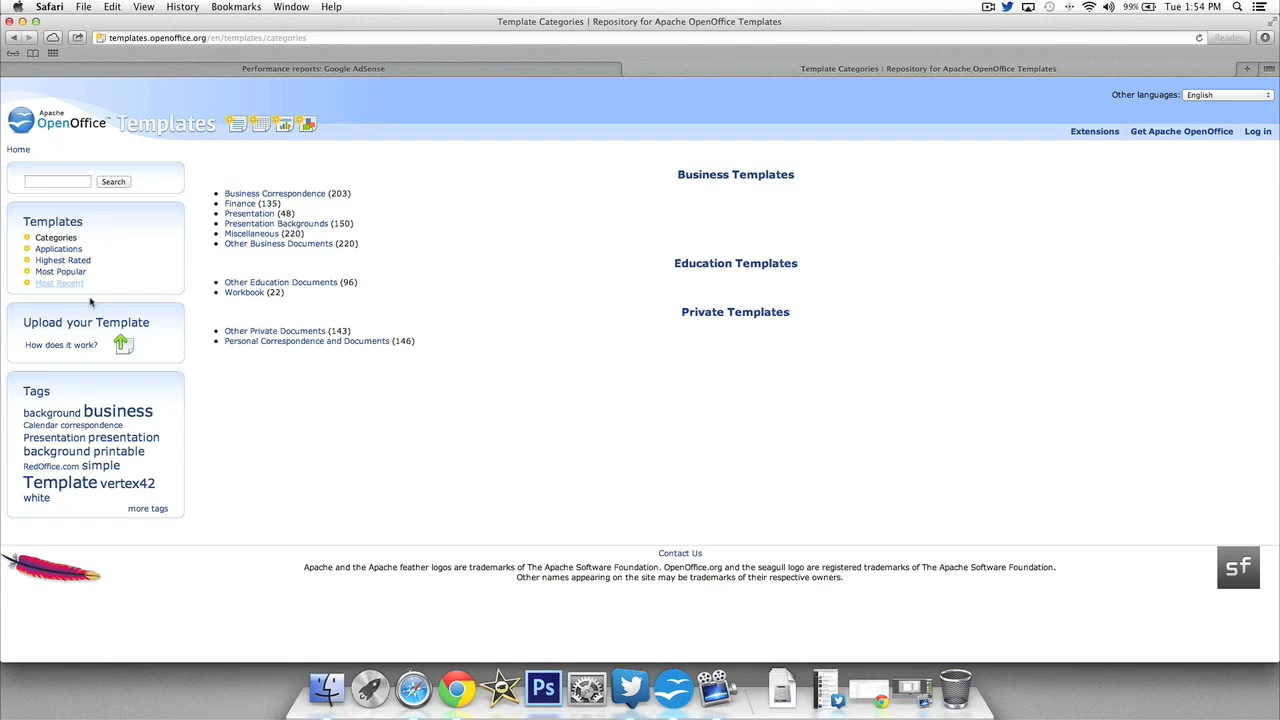 Safari File Edit View History Bookmarks Window Help 99% Tue 1:54 PM
Template Categories | Repository for Apache OpenOffice Templates
templates.openoffice.org/en/templates/categories Reader
Performance reports: Google AdSense Template Categories | Repository for Apache OpenOffice Templates
Other languages: English
Apache
OpenOffice™ Templates
Extensions Get Apache OpenOffice Log in
Home
Search
Templates
Categories
Applications
Highest Rated
Most Popular
Most Recent
Upload your Template
How does it work?
Tags
background business
Calendar correspondence
Presentation presentation
background printable
RedOffice.com simple
Template vertex42
white
more tags
Business Templates
Business Correspondence (203)
Finance (135)
Presentation (48)
Presentation Backgrounds (150)
Miscellaneous (220)
Other Business Documents (220)
Education Templates
Other Education Documents (96)
Workbook (22)
Private Templates
Other Private Documents (143)
Personal Correspondence and Documents (146)
Contact Us
Apache and the Apache feather logos are trademarks of The Apache Software Foundation. OpenOffice.org and the seagull logo are registered trademarks of The Apache Software Foundation.
Other names appearing on the site may be trademarks of their respective owners.
sf
Ps